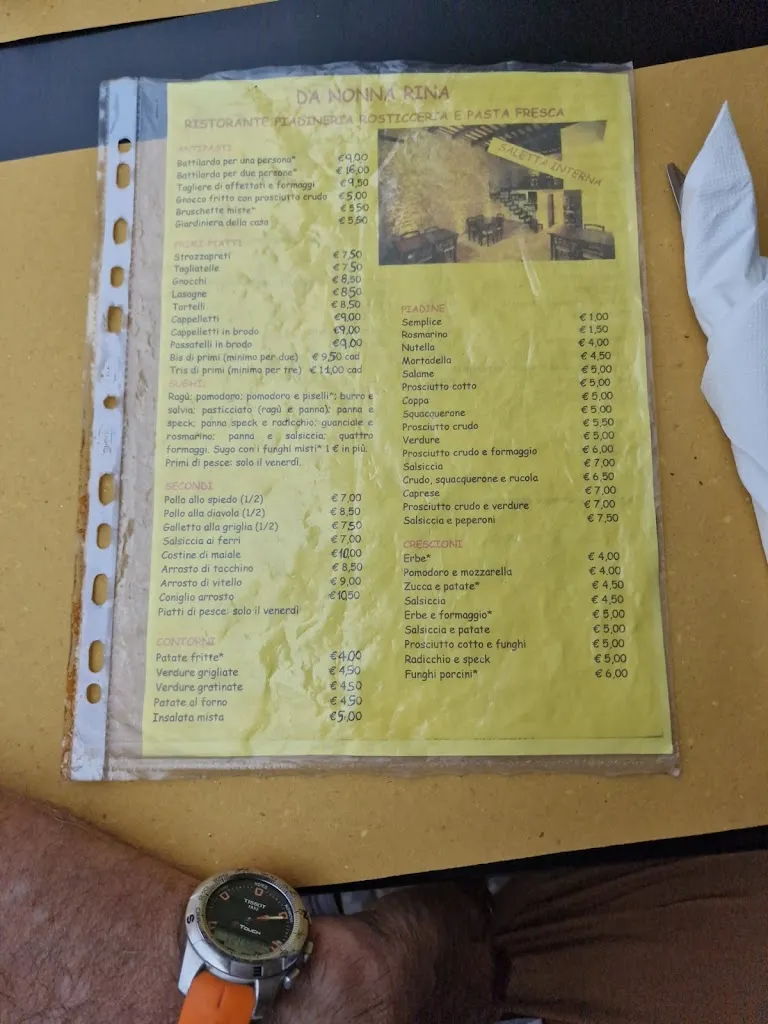 DA NONNA RINA
RISTORANTE PIADINERIA ROSTICCERIA E PASTA FRESCA
ANTIPASTI
Battilarda per una persona* €9,00
Battilarda per due persone* € 16,00
Tagliere di affettati e formaggi € 9,50
Gnocco fritto con prosciutto crudo € 5,00
Bruschette miste* € 5,50
Giardiniera della casa € 5,50
PRIMI PIATTI
Strozzapreti € 7,50
Tagliatelle € 7,50
Gnocchi € 8,50
Lasagne € 8,50
Tortelli € 8,50
Cappelletti €9,00
Cappelletti in brodo €9,00
Passatelli in brodo €9,00
Bis di primi (minimo per due) € 9,50 cad
Tris di primi (minimo per tre) € 11,00 cad
SUGHI:
Ragù; pomodoro; pomodoro e piselli*; burro e
salvia; pasticciato (ragù e panna); panna e
speck; panna speck e radicchio; guanciale e
rosmarino; panna e salsiccia; quattro
formaggi. Sugo con i funghi misti* 1 € in più.
Primi di pesce: solo il venerdì.
SECONDI
Pollo allo spiedo (1/2) € 7,00
Pollo alla diavola (1/2) € 8,50
Galletto alla griglia (1/2) € 7,50
Salsiccia ai ferri € 7,00
Costine di maiale €10,00
Arrosto di tacchino € 8,50
Arrosto di vitello € 9,00
Coniglio arrosto €10,50
Piatti di pesce: solo il venerdì
CONTORNI
Patate fritte* €4,00
Verdure grigliate € 4,50
Verdure gratinate € 4,50
Patate al forno € 4,50
Insalata mista €5,00
SALETTA INTERNA
PIADINE
Semplice € 1,00
Rosmarino € 1,50
Nutella € 4,00
Mortadella € 4,50
Salame € 5,00
Prosciutto cotto € 5,00
Coppa € 5,00
Squacquerone € 5,00
Prosciutto crudo € 5,50
Verdure € 5,00
Prosciutto crudo e formaggio € 6,00
Salsiccia € 7,00
Crudo, squacquerone e rucola € 6,50
Caprese € 7,00
Prosciutto crudo e verdure € 7,00
Salsiccia e peperoni € 7,50
CRESCIONI
Erbe* € 4,00
Pomodoro e mozzarella € 4,00
Zucca e patate* € 4,50
Salsiccia € 4,50
Erbe e formaggio* € 5,00
Salsiccia e patate € 5,00
Prosciutto cotto e funghi € 5,00
Radicchio e speck € 5,00
Funghi porcini* € 6,00
TISSOT
1853
TOUCH